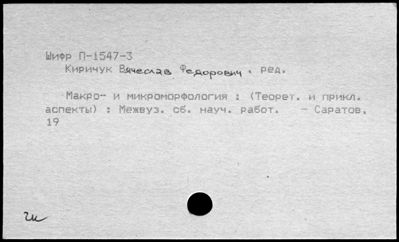 Шифр П-1547-3
Киричук Вячеслав Федорович, ред.
Макро- и микроморфология : (Теорет. и прикл.
аспекты) : Межвуз. сб. науч. работ. - Саратов,
19